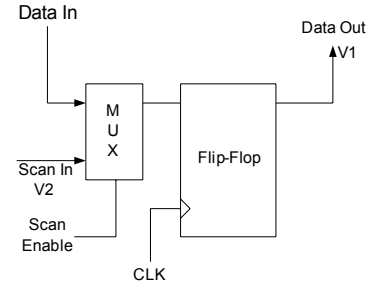 Data In
Data Out
V1
M
U
X
Flip-Flop
Scan In
V2
Scan
Enable
CLK